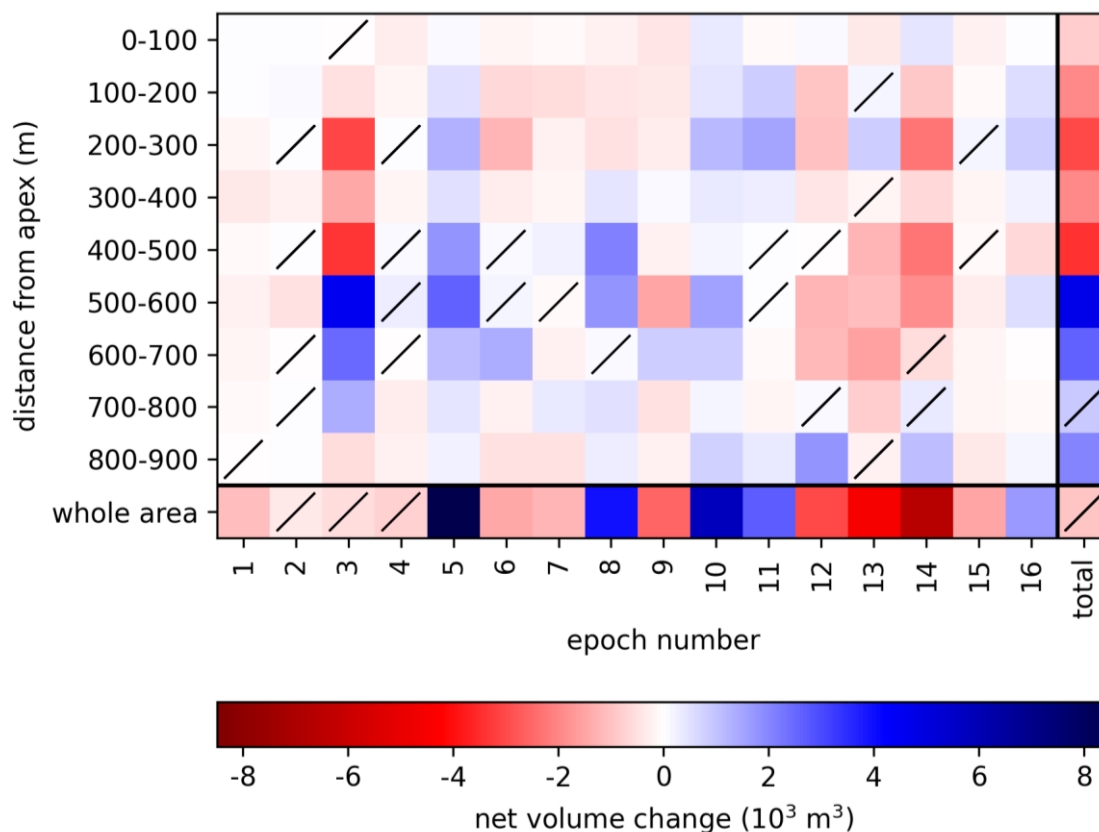 distance from apex (m)
0-100
100-200
200-300
300-400
400-500
500-600
600-700
700-800
800-900
whole area
1 2 3 4 5 6 7 8 9 10 11 12 13 14 15 16 total
epoch number
-8 -6 -4 -2 0 2 4 6 8
net volume change (10³ m³)